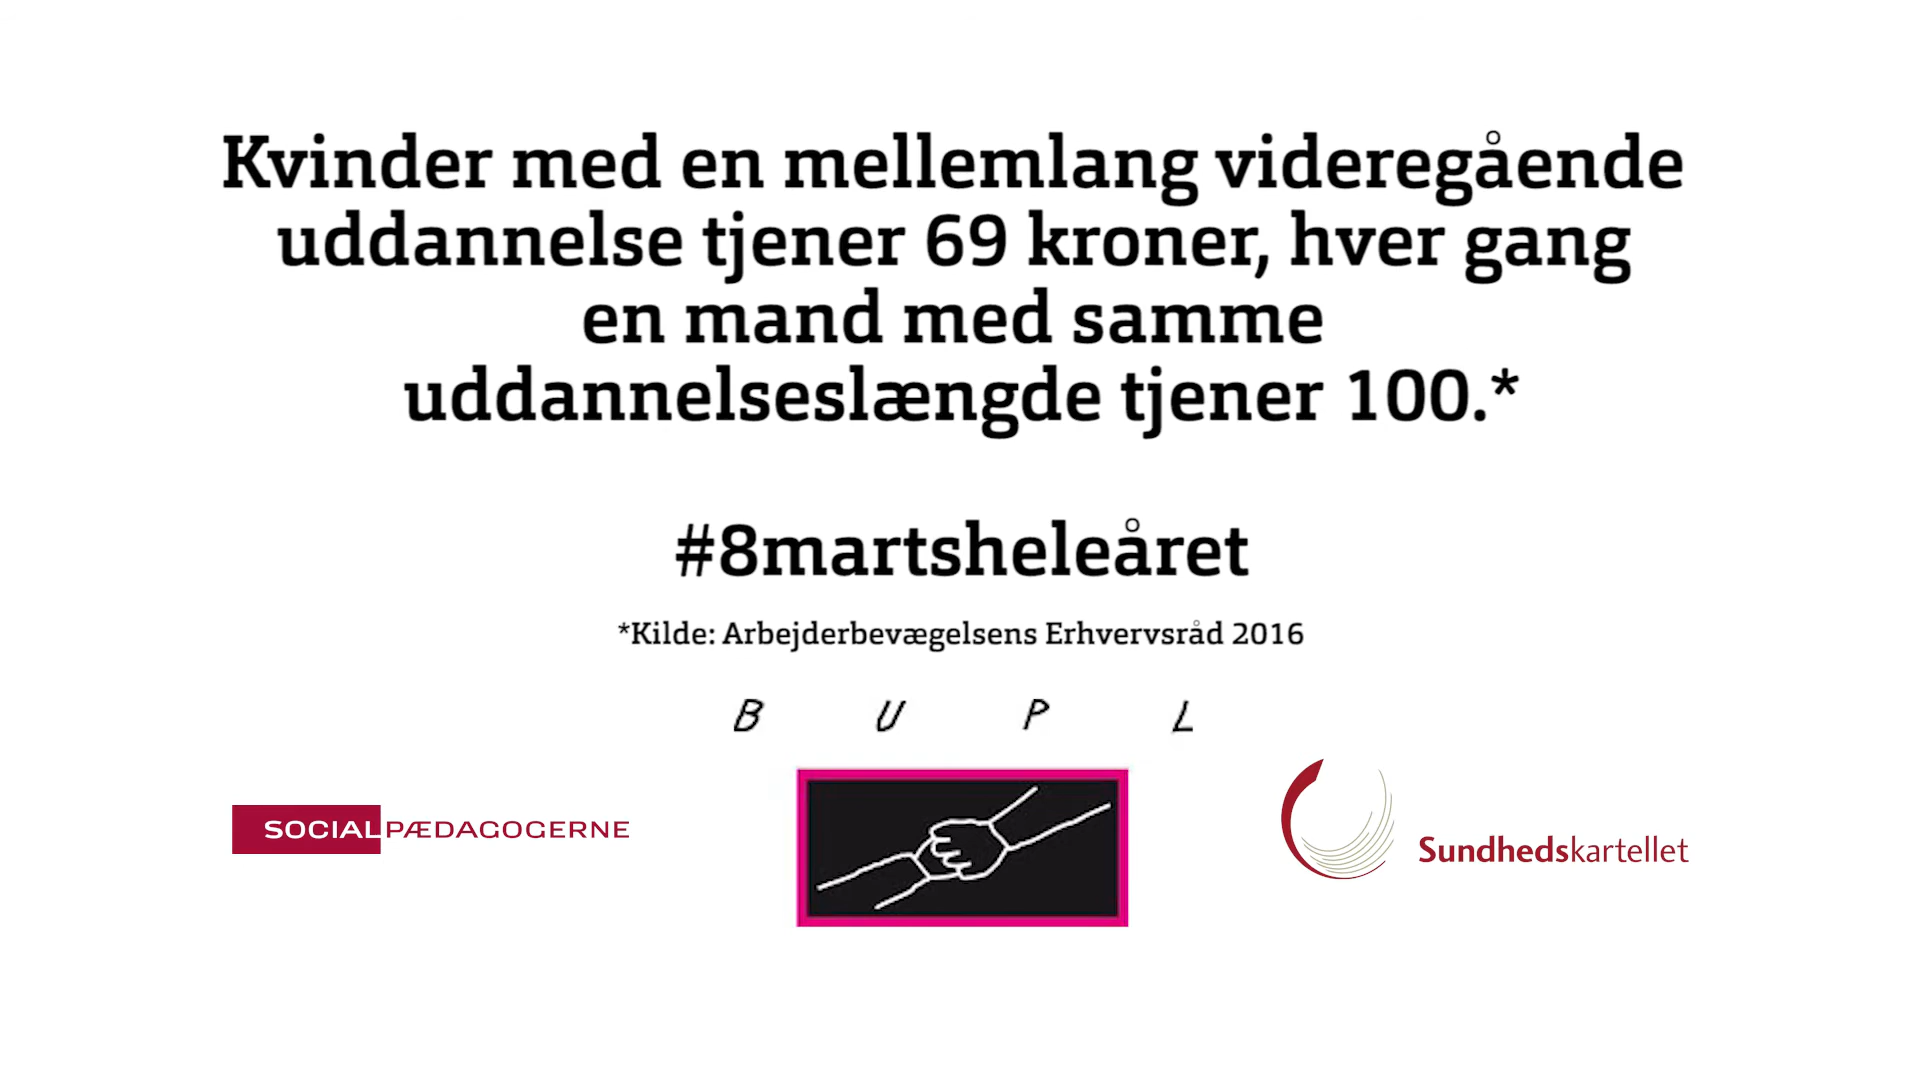 Kvinder med en mellemlang videregående
uddannelse tjener 69 kroner, hver gang
en mand med samme
uddannelseslængde tjener 100.*
#8martsheleåret
*Kilde: Arbejderbevægelsens Erhvervsråd 2016
B U P L
SOCIALPÆDAGOGERNE
Sundhedskartellet